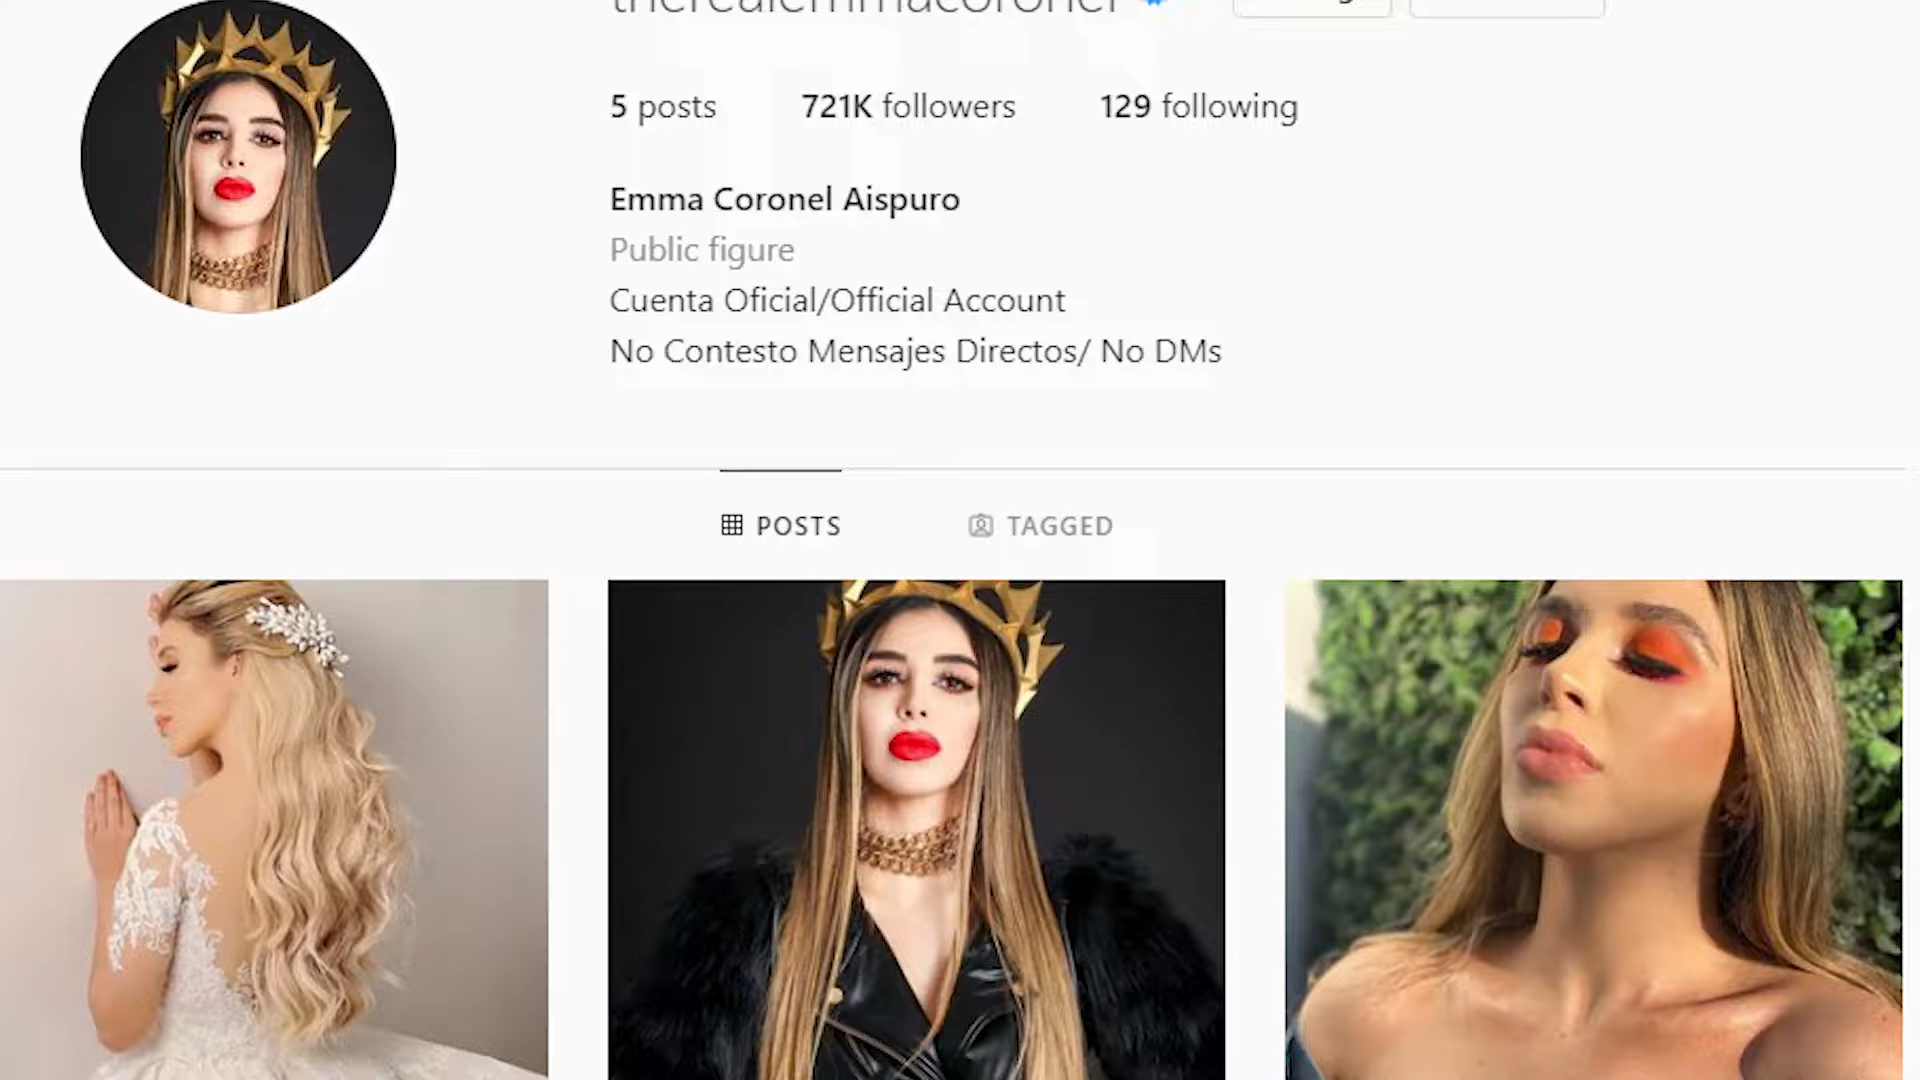 therealemmacoronel
5 posts 721K followers 129 following
Emma Coronel Aispuro
Public figure
Cuenta Oficial/Official Account
No Contesto Mensajes Directos/ No DMs
POSTS TAGGED